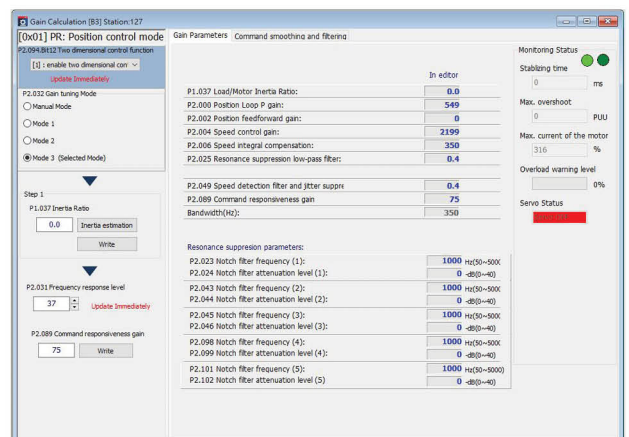 Gain Calculation [B3] Station:127
[0x01] PR: Position control mode
P2.094.Bit12 Two dimensional control function
[1] : enable two dimensional con
Update Immediately
P2.032 Gain tuning Mode
Manual Mode
Mode 1
Mode 2
Mode 3 (Selected Mode)
Step 1
P1.037 Inertia Ratio
0.0 Inertia estimation
Write
P2.031 Frequency response level
37 Update Immediately
P2.089 Command responsiveness gain
75 Write
Gain Parameters Command smoothing and filtering
In editor
P1.037 Load/Motor Inertia Ratio: 0.0
P2.000 Position Loop P gain: 549
P2.002 Position feedforward gain: 0
P2.004 Speed control gain: 2199
P2.006 Speed integral compensation: 350
P2.025 Resonance suppression low-pass filter: 0.4
P2.049 Speed detection filter and jitter suppre 0.4
P2.089 Command responsiveness gain 75
Bandwidth(Hz): 350
Resonance suppresion parameters:
P2.023 Notch filter frequency (1): 1000 Hz(50~500(
P2.024 Notch filter attenuation level (1): 0 -dB(0~40)
P2.043 Notch filter frequency (2): 1000 Hz(50~500(
P2.044 Notch filter attenuation level (2): 0 -dB(0~40)
P2.045 Notch filter frequency (3): 1000 Hz(50~500(
P2.046 Notch filter attenuation level (3): 0 -dB(0~40)
P2.098 Notch filter frequency (4): 1000 Hz(50~500(
P2.099 Notch filter attenuation level (4): 0 -dB(0~40)
P2.101 Notch filter frequency (5): 1000 Hz(50~5000)
P2.102 Notch filter attenuation level (5) 0 -dB(0~40)
Monitoring Status
Stablizing time
0 ms
Max. overshoot
0 PUU
Max. current of the motor
316 %
Overload warning level
0%
Servo Status